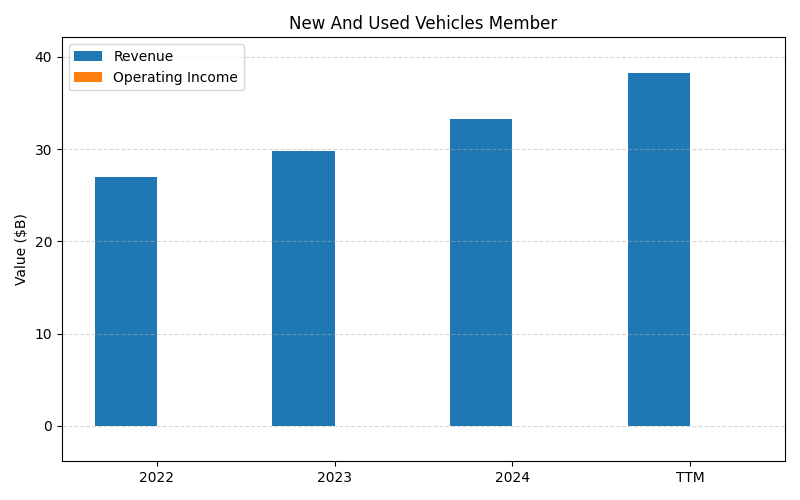 New And Used Vehicles Member
Revenue
Operating Income
Value ($B)
40
30
20
10
0
2022
2023
2024
TTM